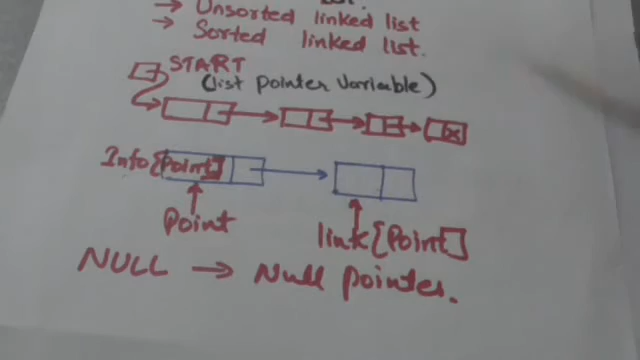 → Unsorted linked list
→ Sorted linked list.
START
(list pointer variable)
x
Info{Point]
Point
link{Point]
NULL → Null pointer.